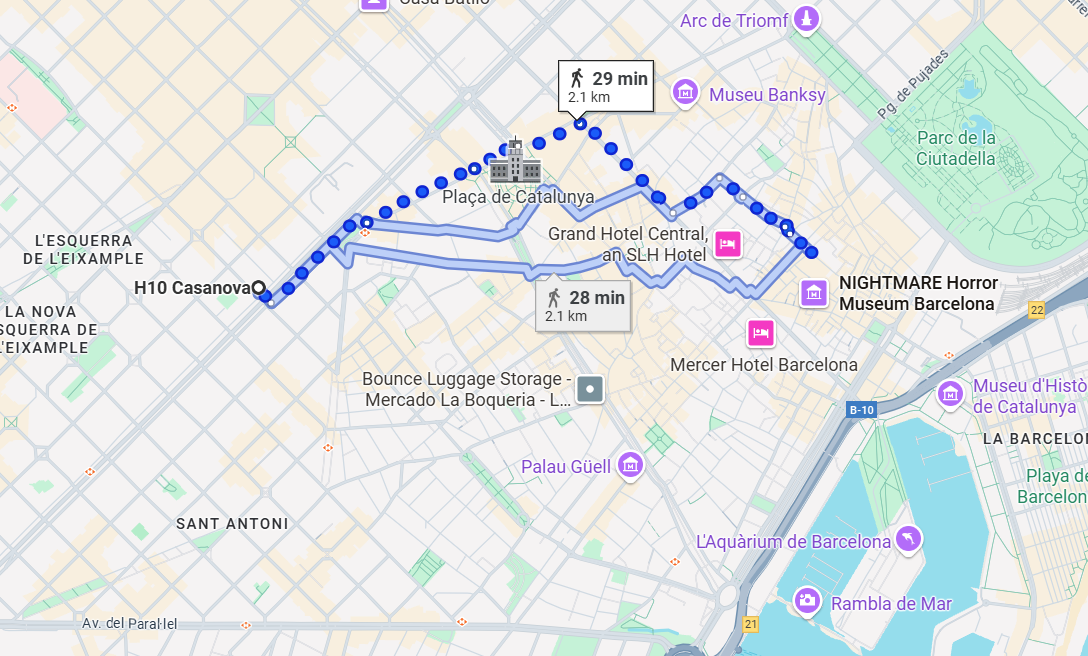 Casa Batlló
Arc de Triomf
29 min
2.1 km
Museu Banksy
Pg. de Pujades
Parc de la
Ciutadella
Plaça de Catalunya
L'ESQUERRA
DE L'EIXAMPLE
Grand Hotel Central,
an SLH Hotel
H10 Casanova
NIGHTMARE Horror
Museum Barcelona
28 min
2.1 km
22
LA NOVA
SQUERRA DE
L'EIXAMPLE
Mercer Hotel Barcelona
Bounce Luggage Storage -
Mercado La Boqueria - L...
Museu d'Histò
de Catalunya
B-10
LA BARCELO
Palau Güell
Playa de
Barcelon
SANT ANTONI
L'Aquàrium de Barcelona
Rambla de Mar
Av. del Paral·lel
21